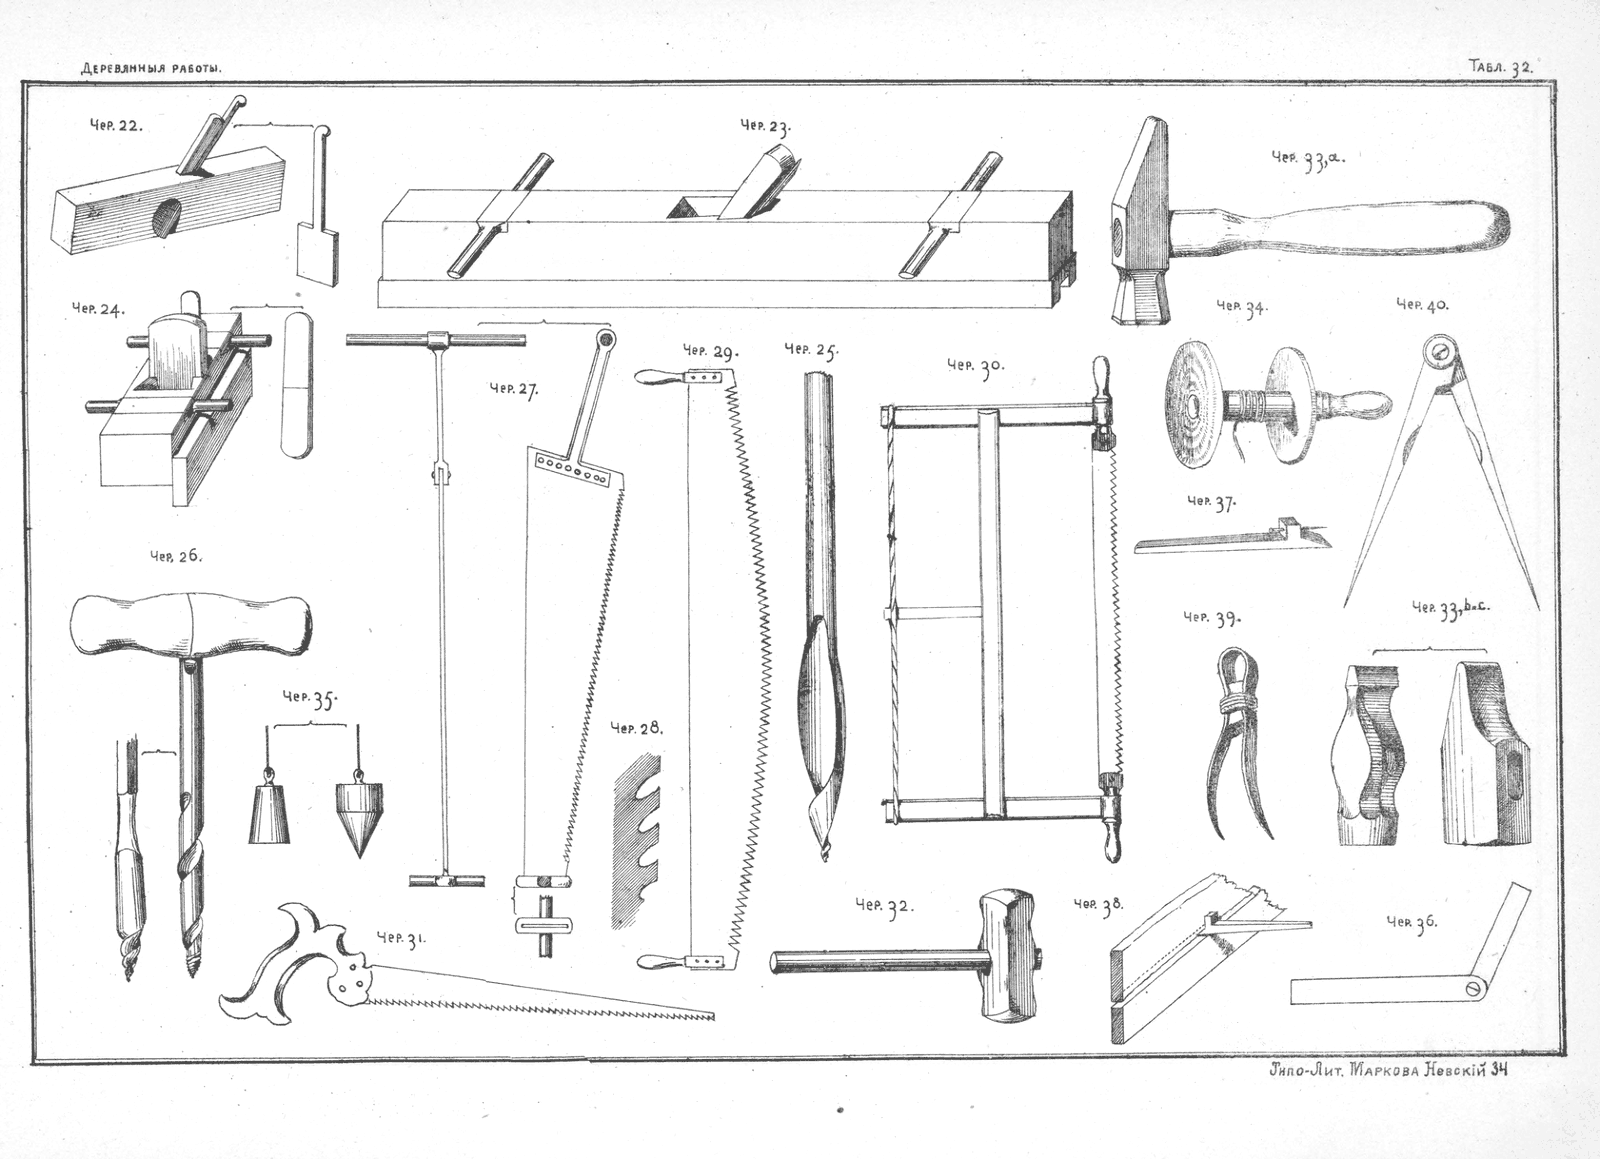 Деревянныя работы.
Табл. 32.
Чер. 22.
Чер. 23.
Чер. 33, a.
Чер. 24.
Чер. 34.
Чер. 40.
Чер. 27.
Чер. 29.
Чер. 25.
Чер. 30.
Чер. 37.
Чер. 26.
Чер. 39.
Чер. 33, b и c.
Чер. 35.
Чер. 28.
Чер. 31.
Чер. 32.
Чер. 38.
Чер. 36.
Типо-Лит. Маркова Невскій 34